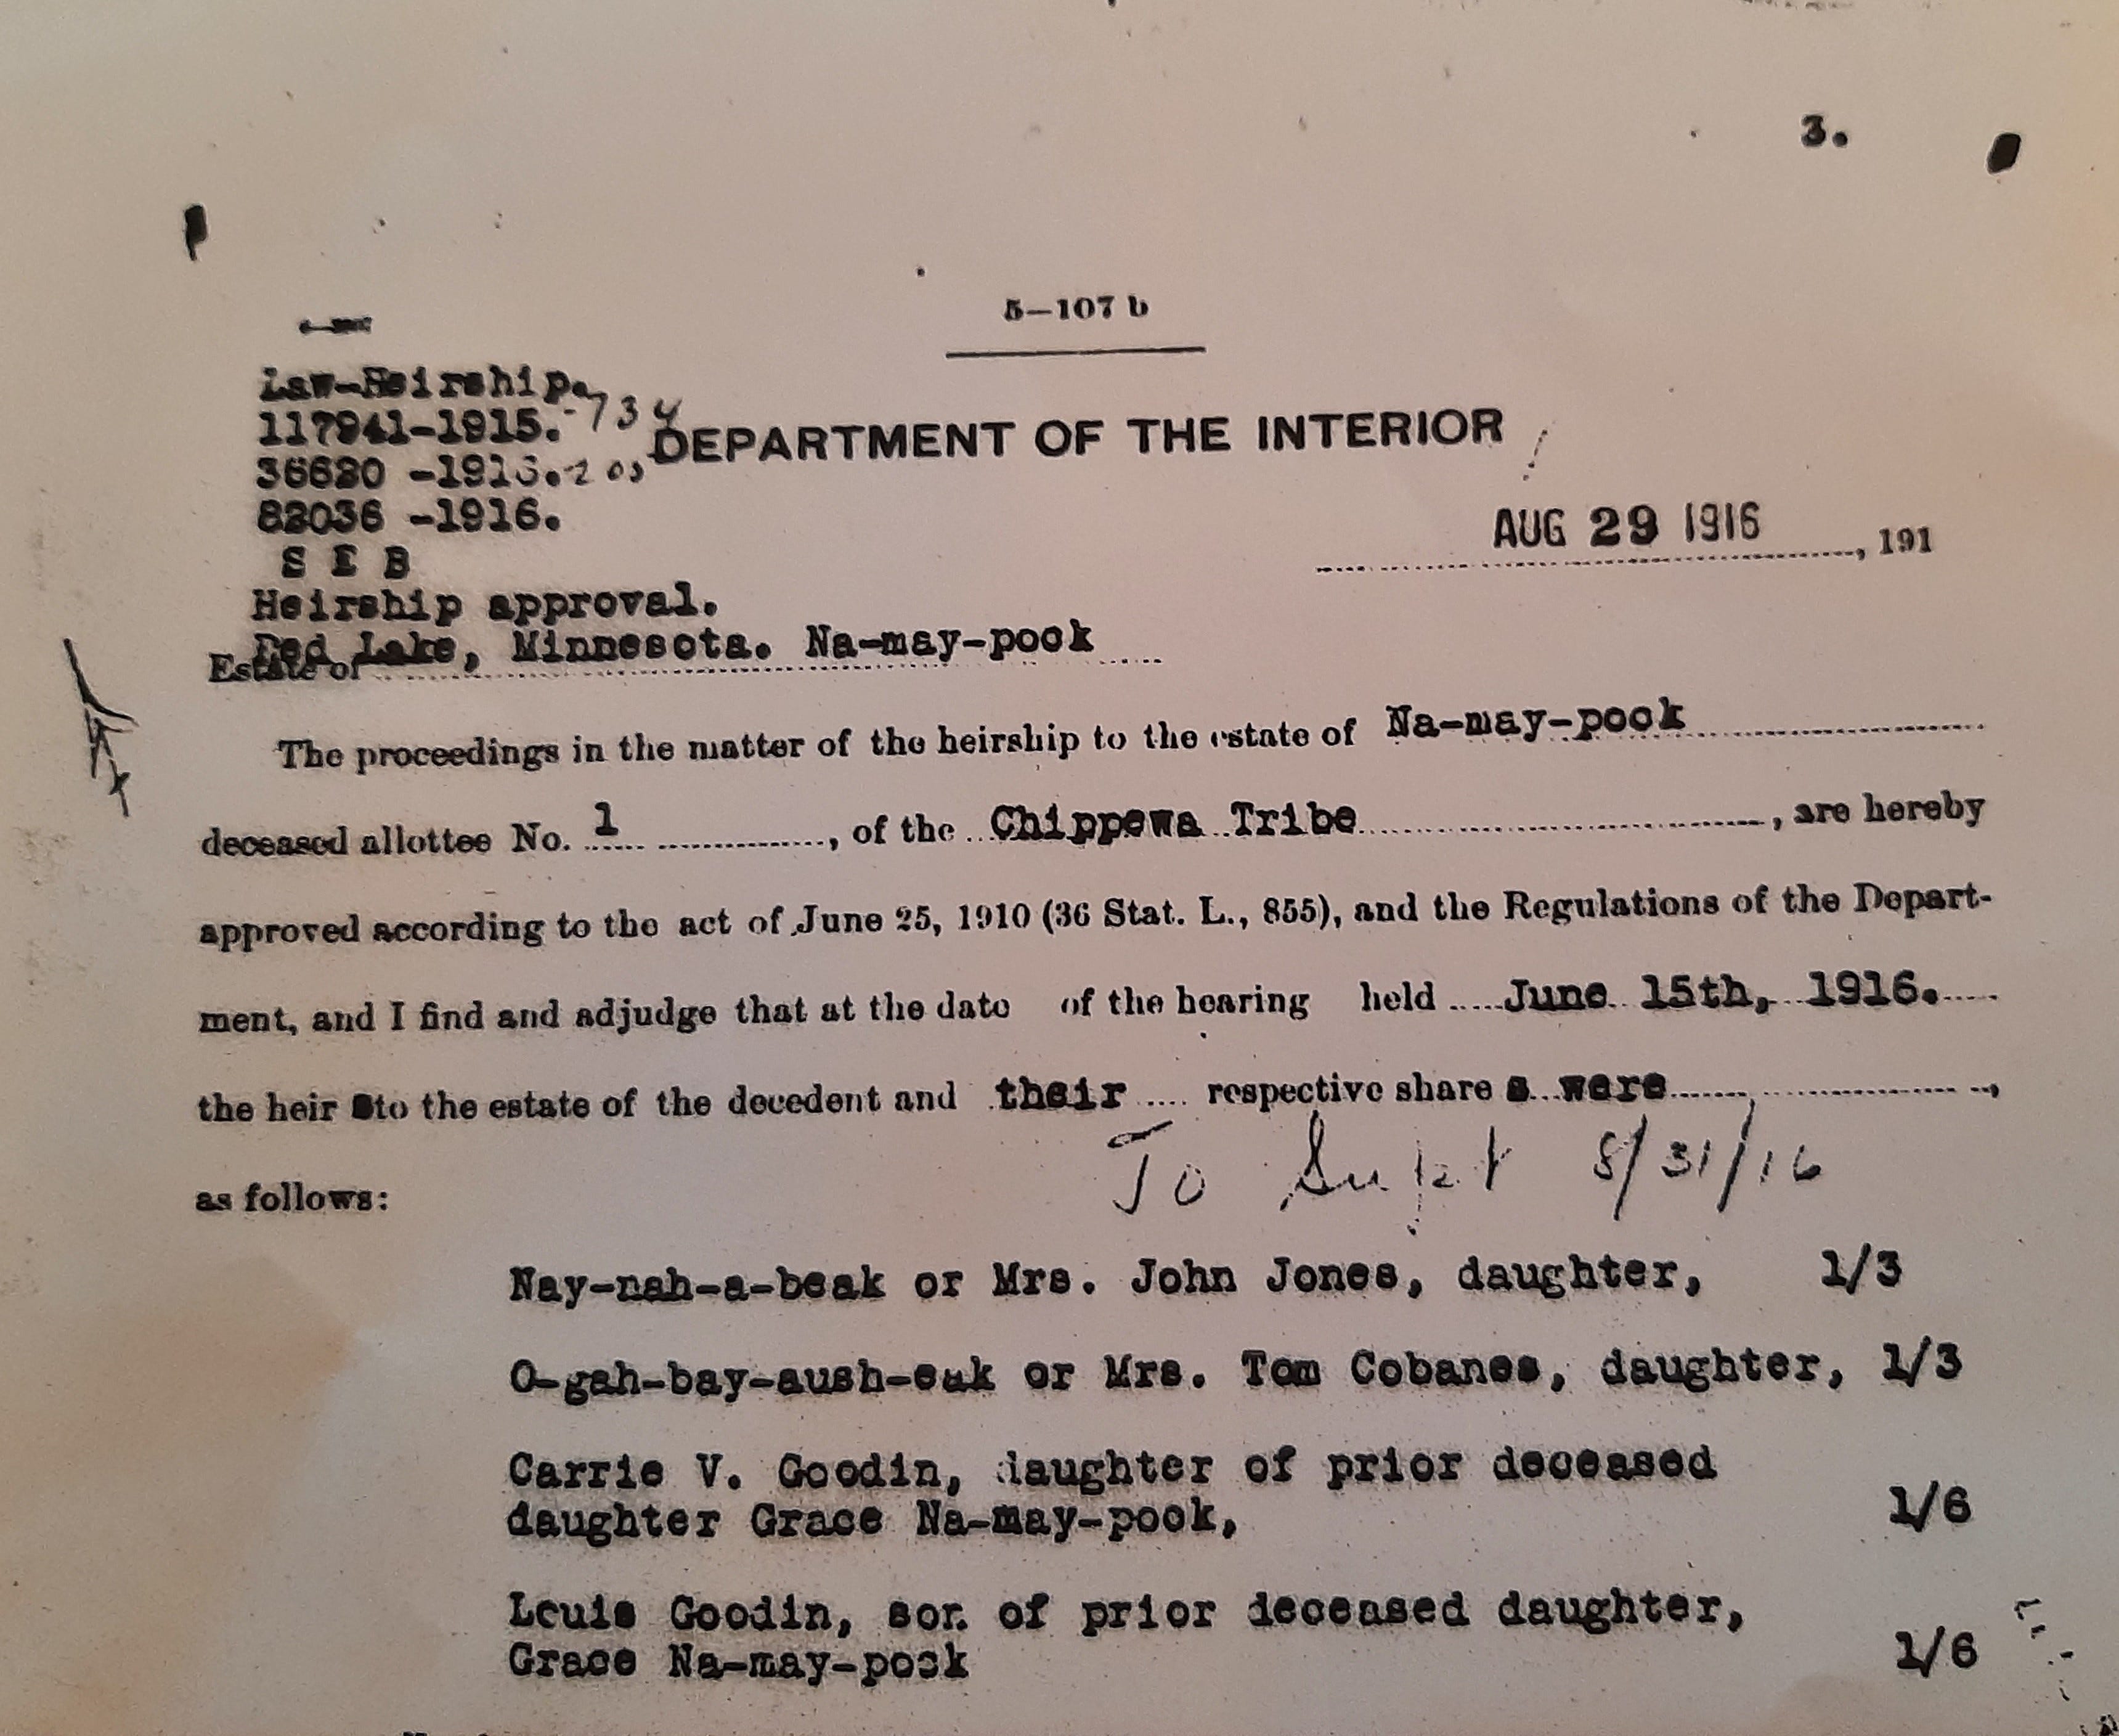 3.
5—107 b
Law-Heirship.
117941-1915. -734
DEPARTMENT OF THE INTERIOR
36620 -1916.
82036 -1916.
AUG 29 1916, 191
S E B
Heirship approval.
Red Lake, Minnesota. Na-may-pock
Estate of
The proceedings in the matter of the heirship to the estate of Na-may-pock
deceased allottee No. 1, of the Chippewa Tribe, are hereby
approved according to the act of June 25, 1910 (36 Stat. L., 855), and the Regulations of the Depart-
ment, and I find and adjudge that at the date of the hearing held June 15th, 1916.
the heir s to the estate of the decedent and their respective share s were,
To Supt 8/31/16
as follows:
Nay-nah-a-beak or Mrs. John Jones, daughter, 1/3
O-gah-bay-aush-eak or Mrs. Tom Cobanes, daughter, 1/3
Carrie V. Goodin, daughter of prior deceased
daughter Grace Na-may-pock, 1/6
Louis Goodin, son of prior deceased daughter,
Grace Na-may-pock 1/6